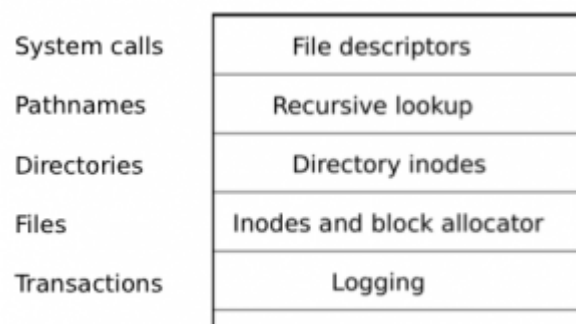 System calls File descriptors
Pathnames Recursive lookup
Directories Directory inodes
Files Inodes and block allocator
Transactions Logging